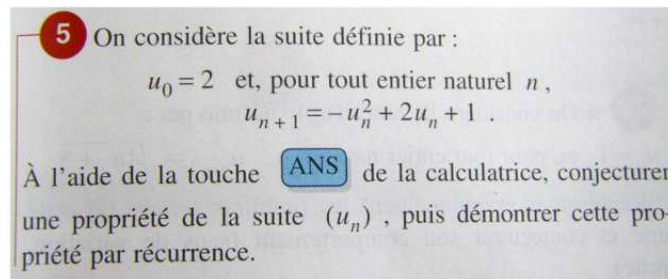 5 On considère la suite définie par :
u₀ = 2 et, pour tout entier naturel n ,
uₙ₊₁ = −uₙ² + 2uₙ + 1 .
À l'aide de la touche ANS de la calculatrice, conjecturer
une propriété de la suite (uₙ) , puis démontrer cette pro-
priété par récurrence.